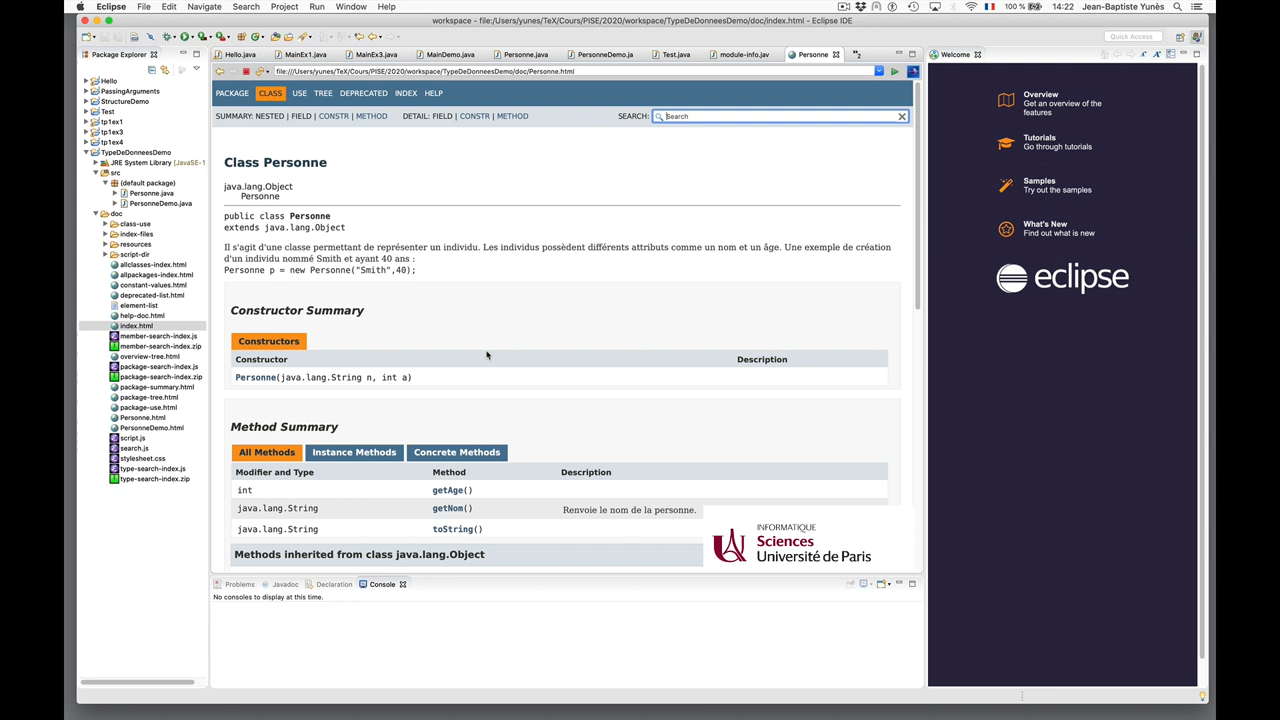 Eclipse File Edit Navigate Search Project Run Window Help 100 % 14:22 Jean-Baptiste Yunès
workspace - file:/Users/yunes/TeX/Cours/PISE/2020/workspace/TypeDeDonneesDemo/doc/index.html - Eclipse IDE
Quick Access
Package Explorer
Hello
PassingArguments
StructureDemo
Test
tp1ex1
tp1ex3
tp1ex4
TypeDeDonneesDemo
JRE System Library [JavaSE-1
src
(default package)
Personne.java
PersonneDemo.java
doc
class-use
index-files
resources
script-dir
allclasses-index.html
allpackages-index.html
constant-values.html
deprecated-list.html
element-list
help-doc.html
index.html
member-search-index.js
member-search-index.zip
overview-tree.html
package-search-index.js
package-search-index.zip
package-summary.html
package-tree.html
package-use.html
Personne.html
PersonneDemo.html
script.js
search.js
stylesheet.css
type-search-index.js
type-search-index.zip
Hello.java MainEx1.java MainEx3.java MainDemo.java Personne.java PersonneDemo.ja Test.java module-info.jav Personne
file:///Users/yunes/TeX/Cours/PISE/2020/workspace/TypeDeDonneesDemo/doc/Personne.html
PACKAGE CLASS USE TREE DEPRECATED INDEX HELP
SUMMARY: NESTED | FIELD | CONSTR | METHOD DETAIL: FIELD | CONSTR | METHOD SEARCH: Search
Class Personne
java.lang.Object
Personne
public class Personne
extends java.lang.Object
Il s'agit d'une classe permettant de représenter un individu. Les individus possèdent différents attributs comme un nom et un âge. Une exemple de création
d'un individu nommé Smith et ayant 40 ans :
Personne p = new Personne("Smith",40);
Constructor Summary
Constructors
Constructor Description
Personne(java.lang.String n, int a)
Method Summary
All Methods Instance Methods Concrete Methods
Modifier and Type Method Description
int getAge()
java.lang.String getNom() Renvoie le nom de la personne.
java.lang.String toString()
Methods inherited from class java.lang.Object
INFORMATIQUE
Sciences
Université de Paris
Problems Javadoc Declaration Console
No consoles to display at this time.
Welcome
Overview
Get an overview of the
features
Tutorials
Go through tutorials
Samples
Try out the samples
What's New
Find out what is new
eclipse